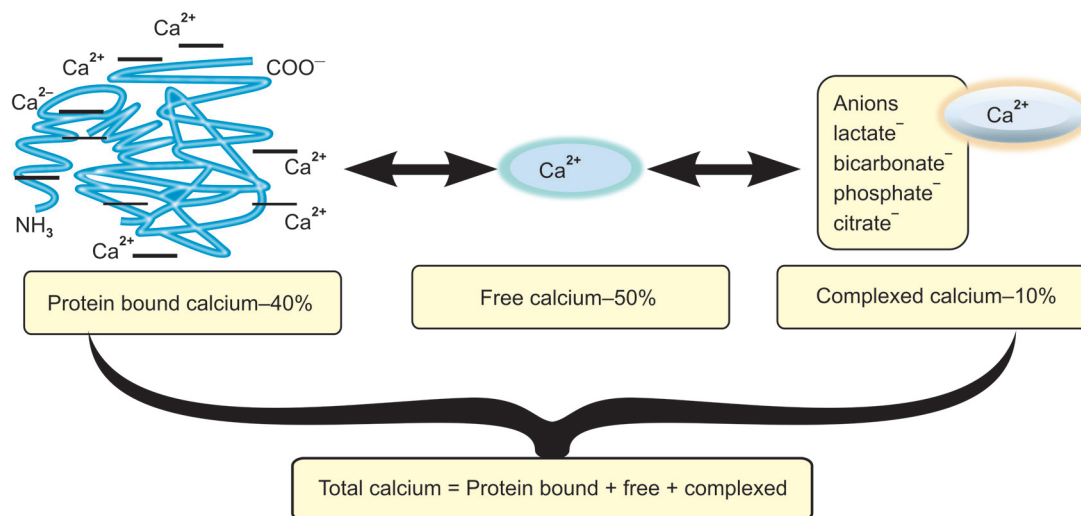 Ca²⁺
Ca²⁺
COO⁻
Ca²⁻
Ca²⁺
Ca²⁺
NH₃
Ca²⁺
Ca²⁺
Anions
lactate⁻
bicarbonate⁻
phosphate⁻
citrate⁻
Ca²⁺
Protein bound calcium–40%
Free calcium–50%
Complexed calcium–10%
Total calcium = Protein bound + free + complexed